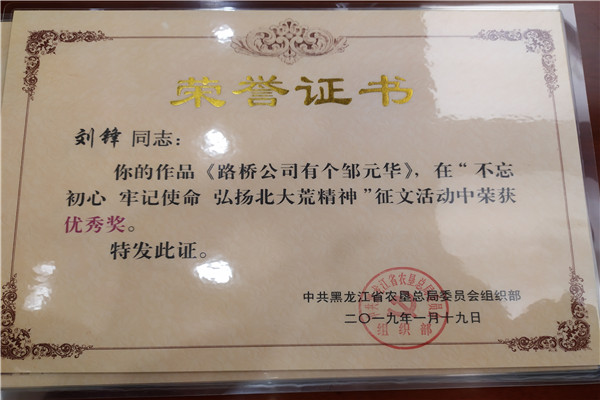 荣誉证书
刘锋 同志：
你的作品《路桥公司有个邹元华》，在“不忘
初心 牢记使命 弘扬北大荒精神”征文活动中荣获
优秀奖。
特发此证。
中共黑龙江省农垦总局委员会组织部
二〇一九年一月十九日
组织部